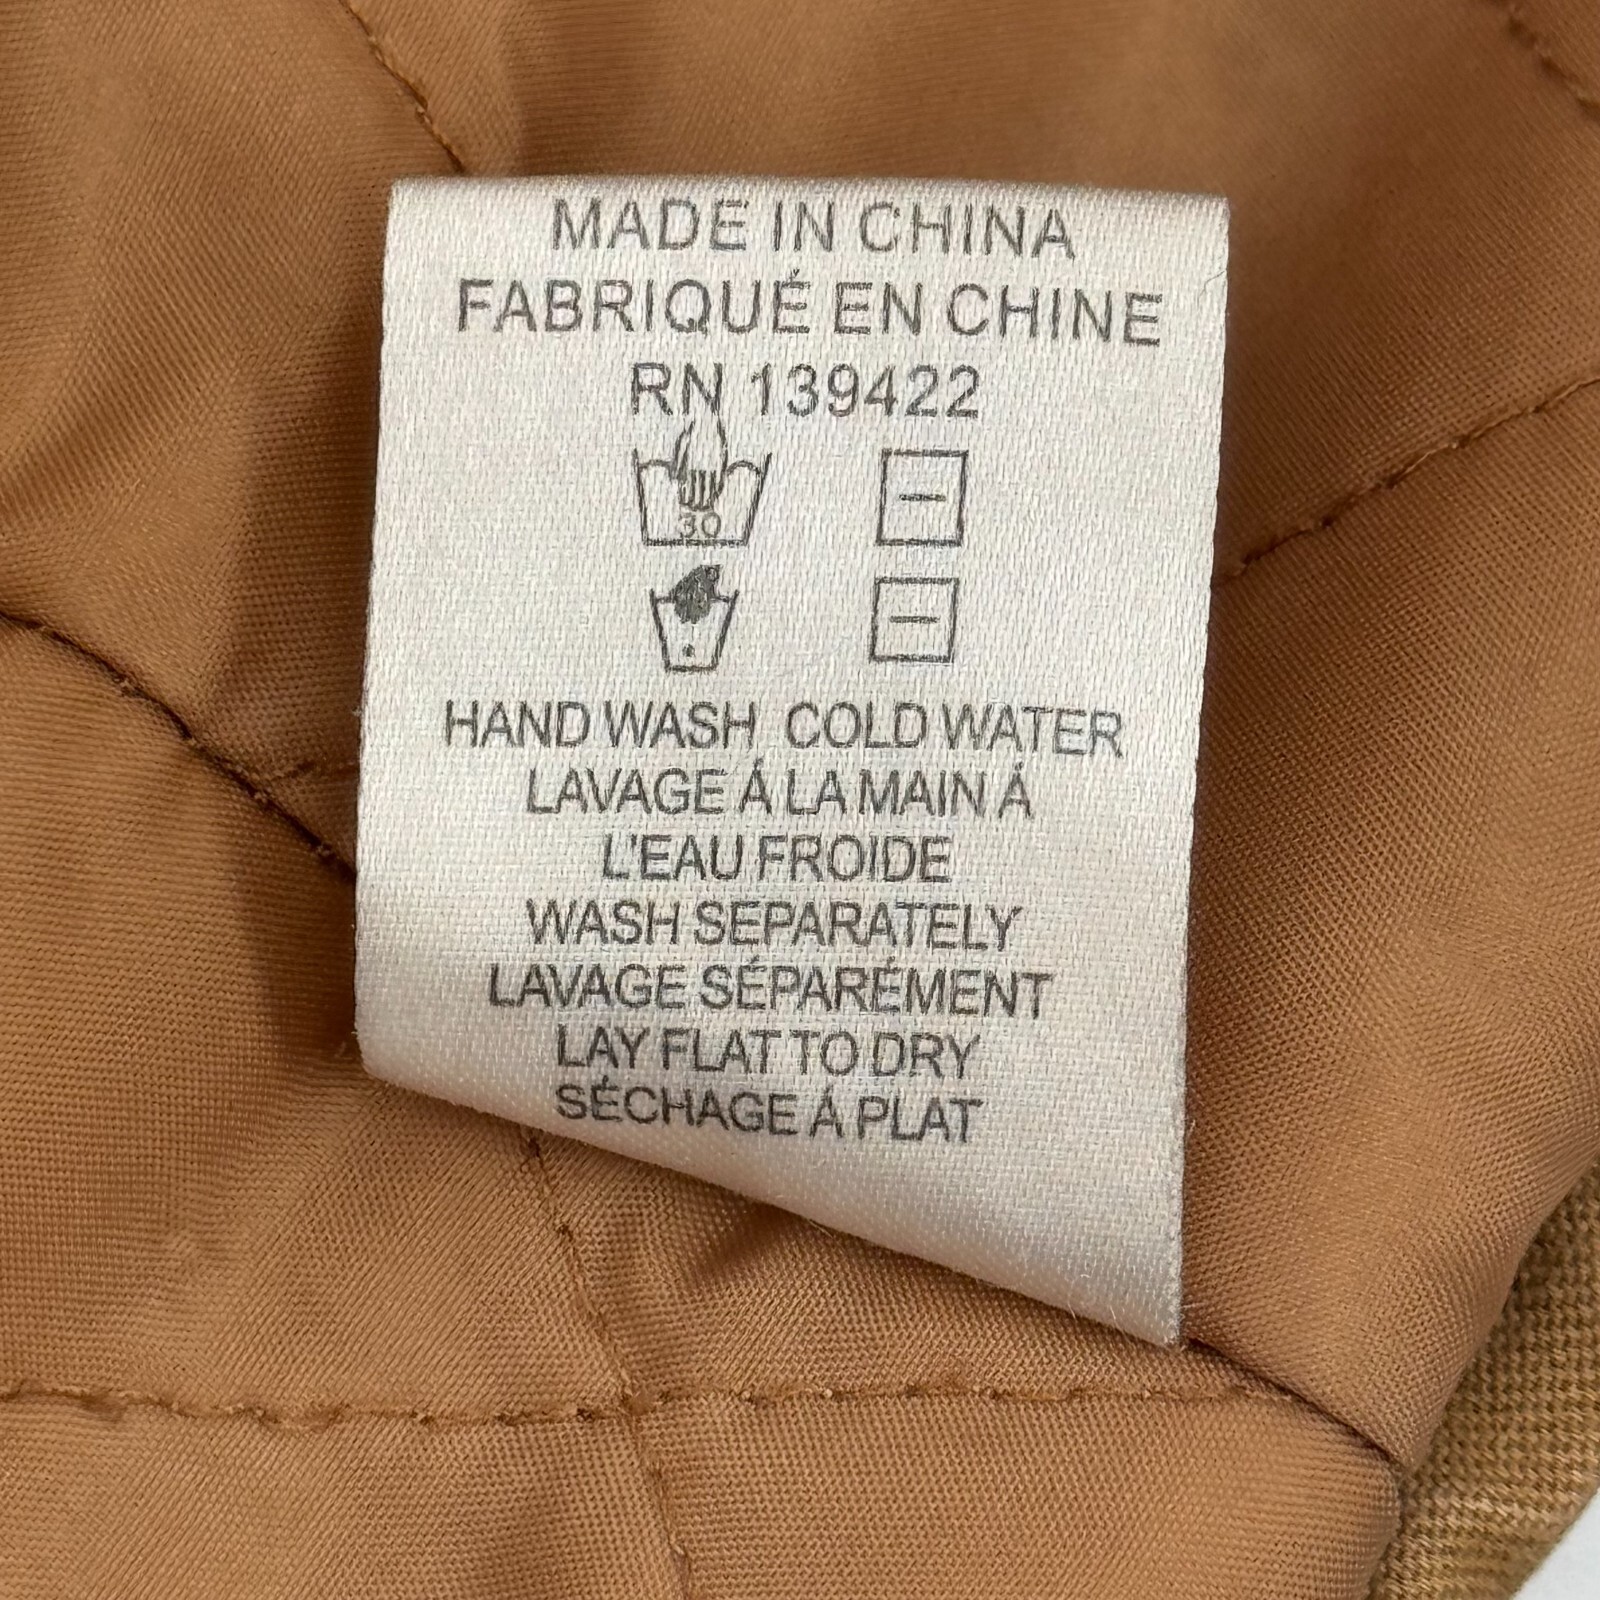 MADE IN CHINA
FABRIQUÉ EN CHINE
RN 139422
30
HAND WASH COLD WATER
LAVAGE Á LA MAIN Á
L'EAU FROIDE
WASH SEPARATELY
LAVAGE SÉPARÉMENT
LAY FLAT TO DRY
SÉCHAGE Á PLAT